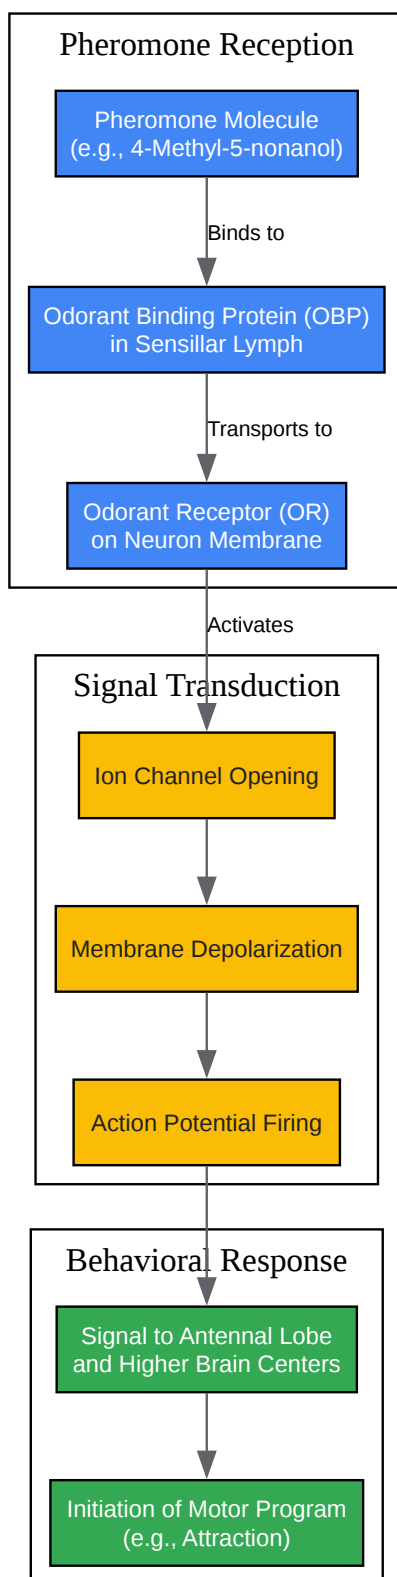 Pheromone Reception
Pheromone Molecule
(e.g., 4-Methyl-5-nonanol)
Binds to
Odorant Binding Protein (OBP)
in Sensillar Lymph
Transports to
Odorant Receptor (OR)
on Neuron Membrane
Activates
Signal Transduction
Ion Channel Opening
Membrane Depolarization
Action Potential Firing
Behavioral Response
Signal to Antennal Lobe
and Higher Brain Centers
Initiation of Motor Program
(e.g., Attraction)